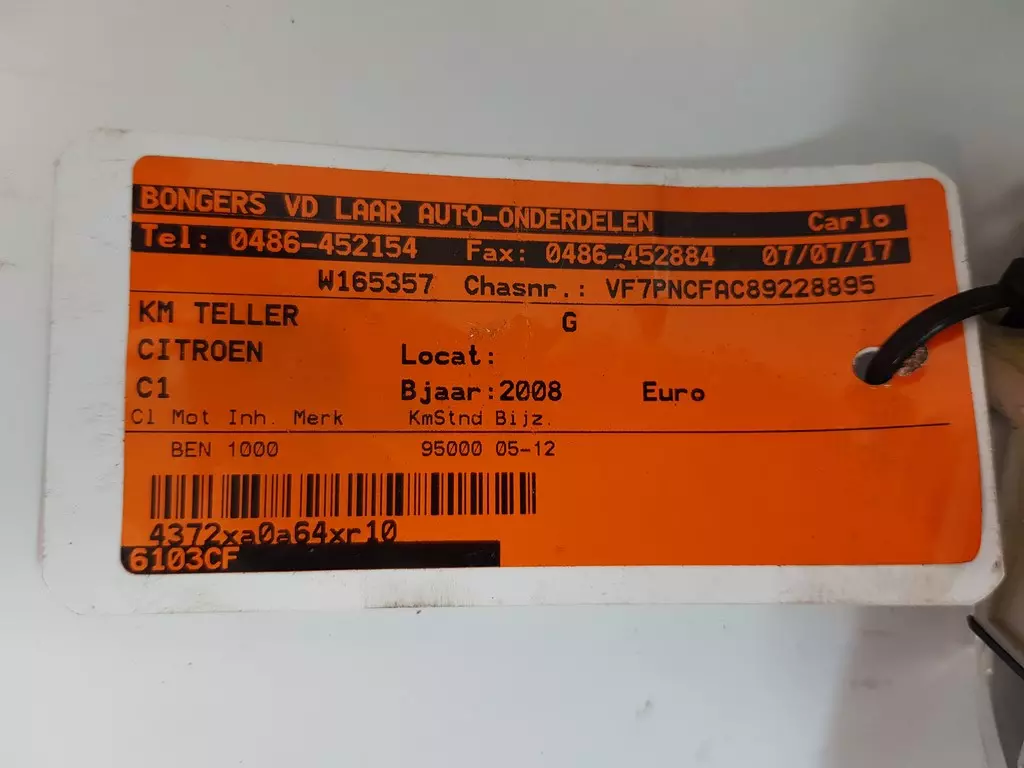 BONGERS VD LAAR AUTO-ONDERDELEN Carlo
Tel: 0486-452154 Fax: 0486-452884 07/07/17
W165357 Chasnr.: VF7PNCFAC89228895
KM TELLER G
CITROEN Locat:
C1 Bjaar:2008 Euro
Cl Mot Inh. Merk KmStnd Bijz.
BEN 1000 95000 05-12
4372xa0a64xr10
6103CF